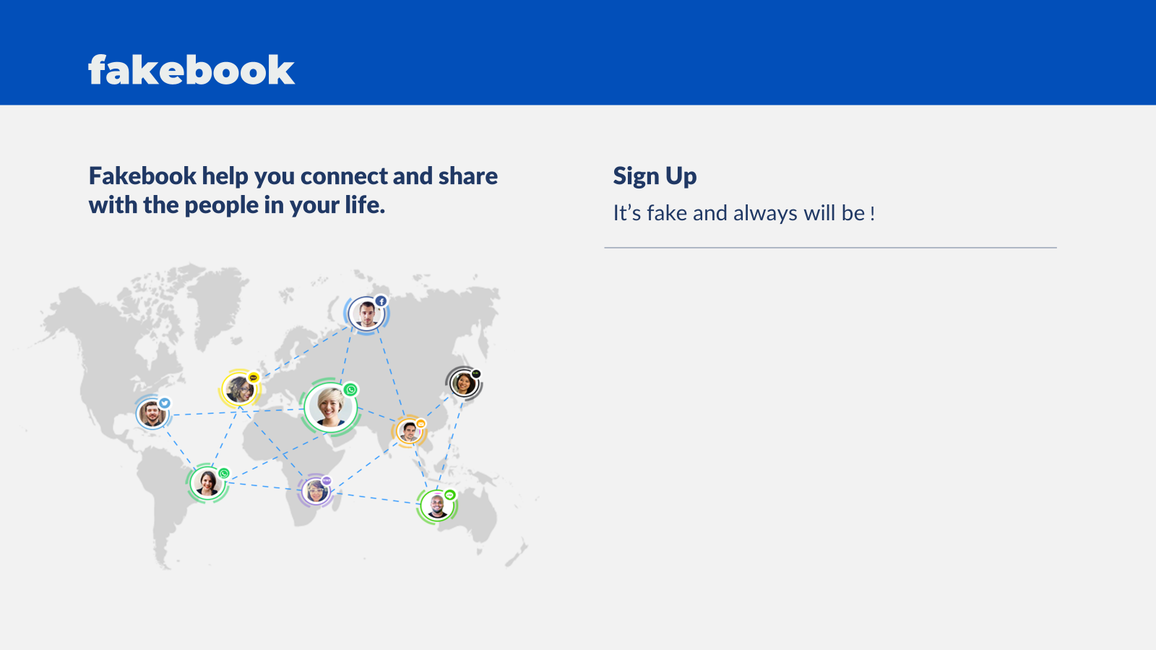 fakebook
Fakebook help you connect and share
with the people in your life.
Sign Up
It’s fake and always will be !